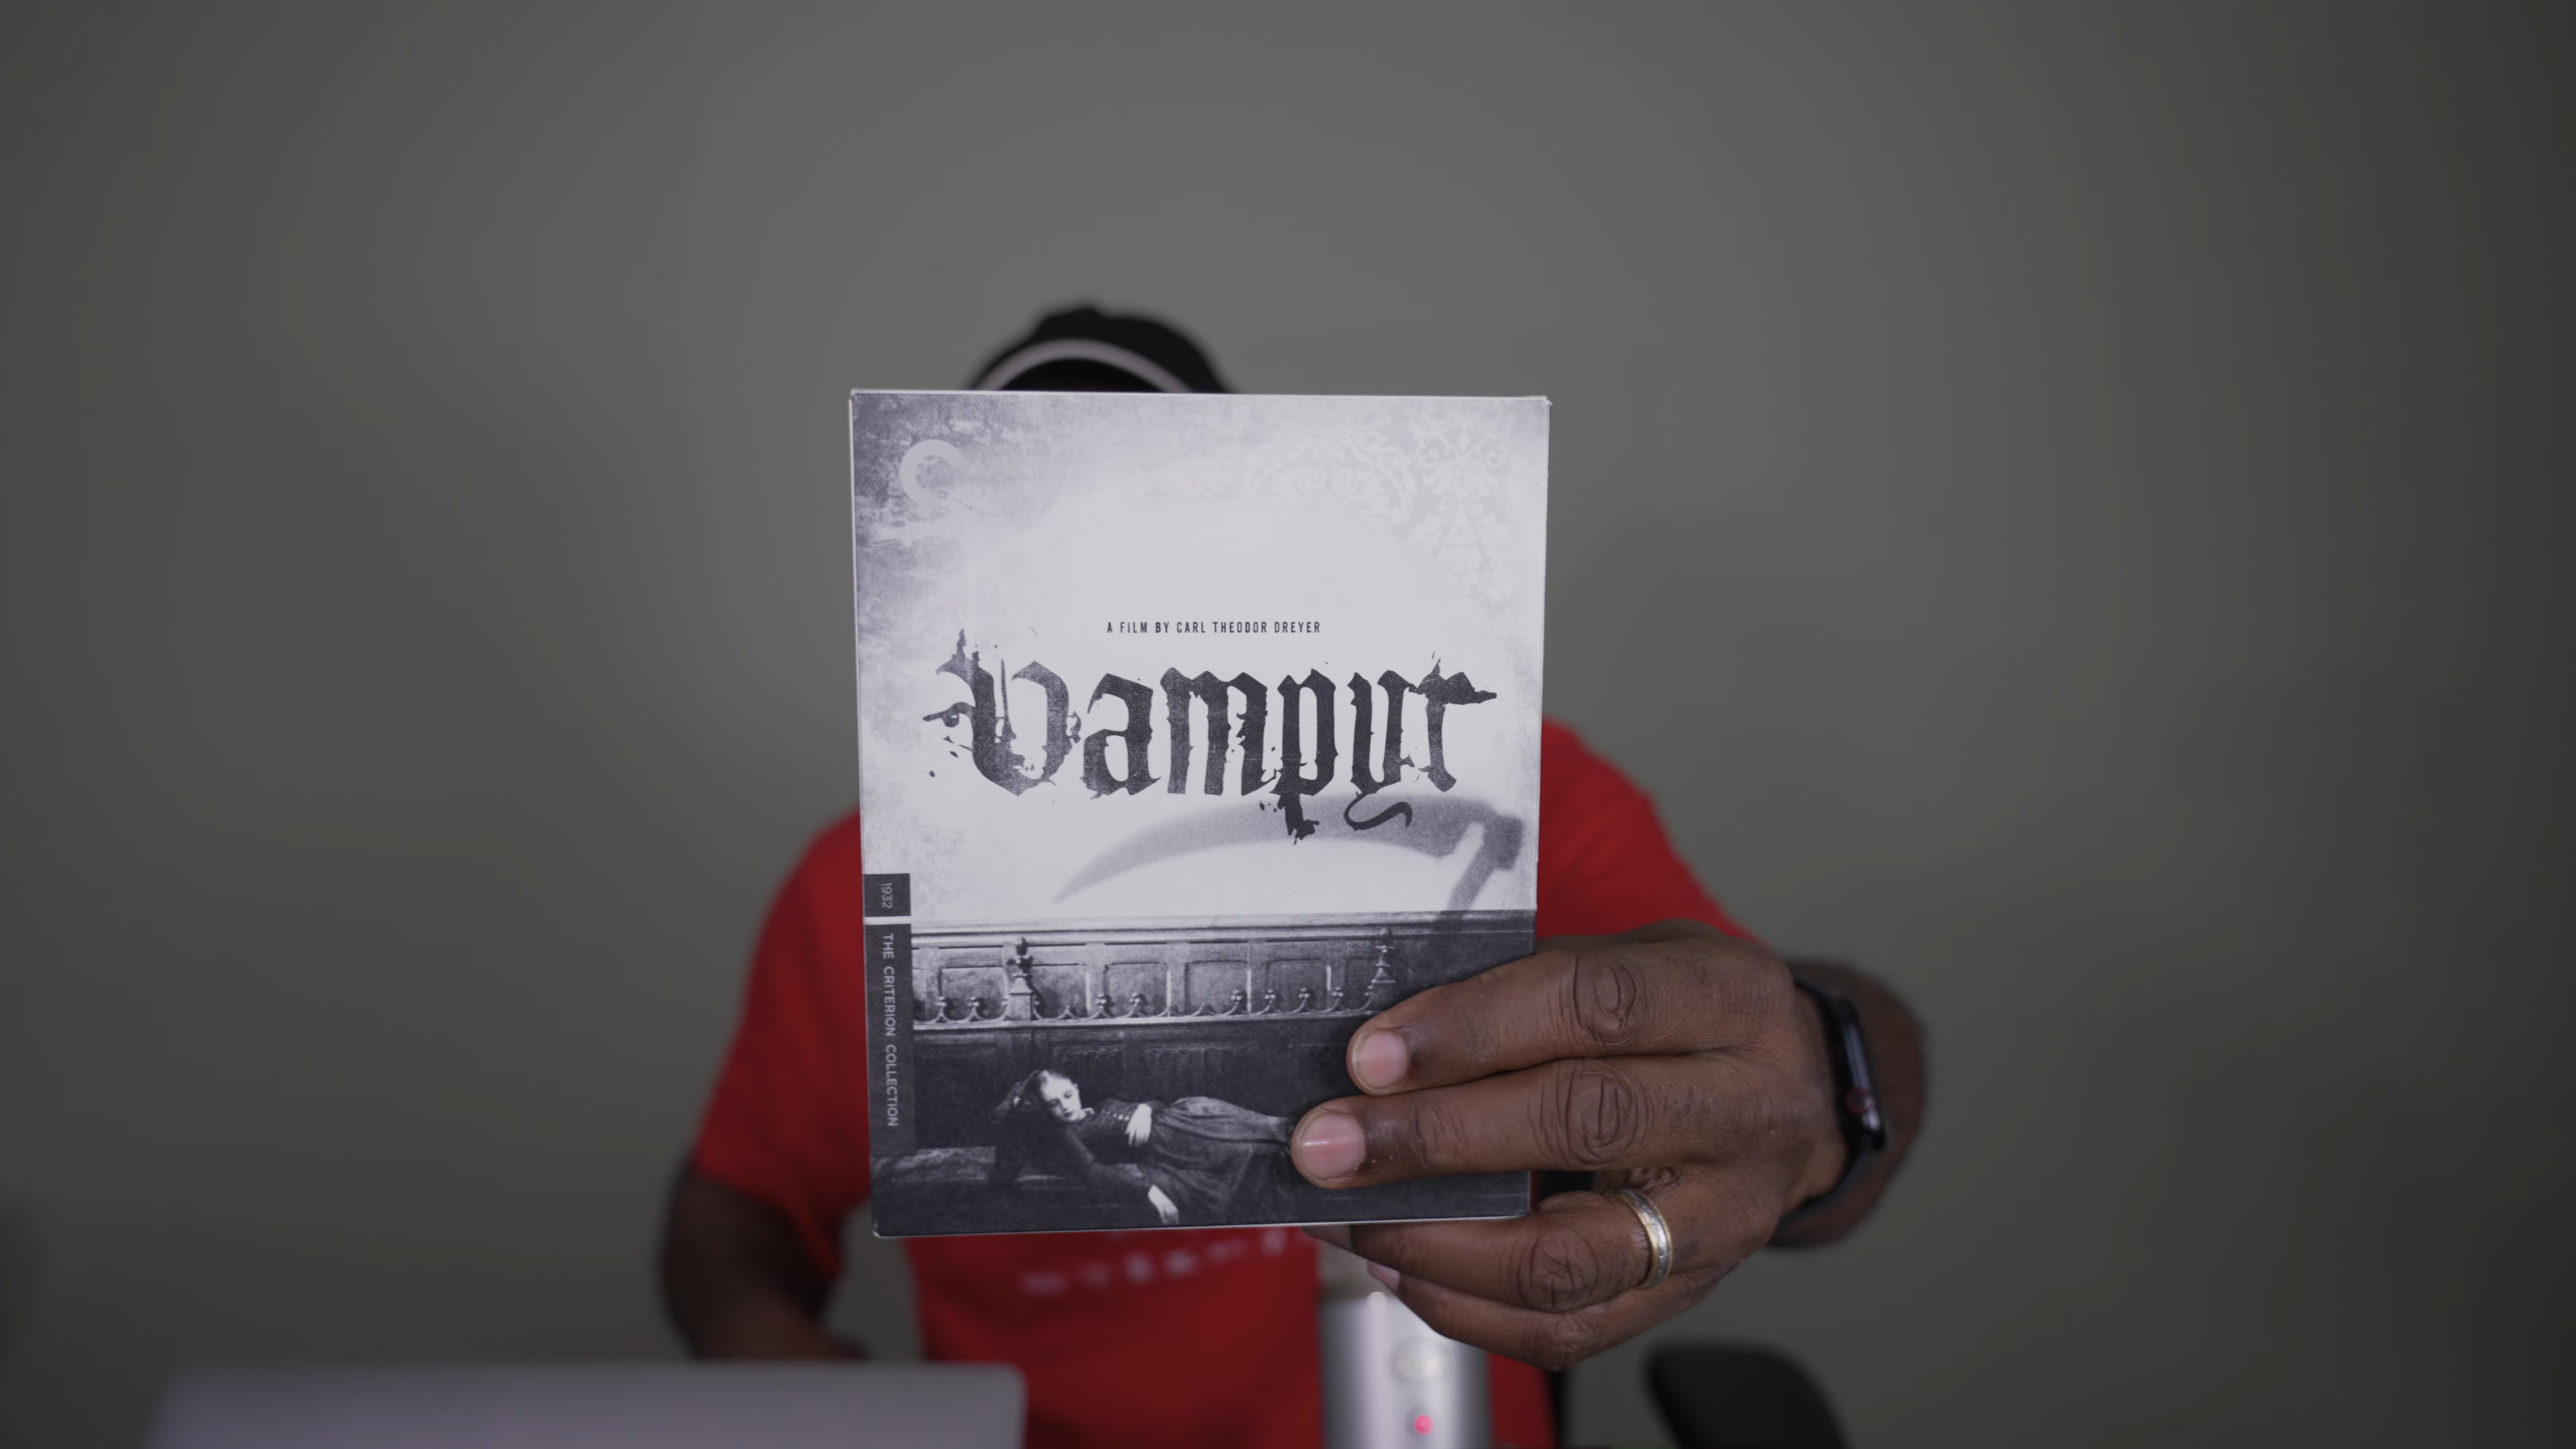 A FILM BY CARL THEODOR DREYER
Vampyr
1932
THE CRITERION COLLECTION